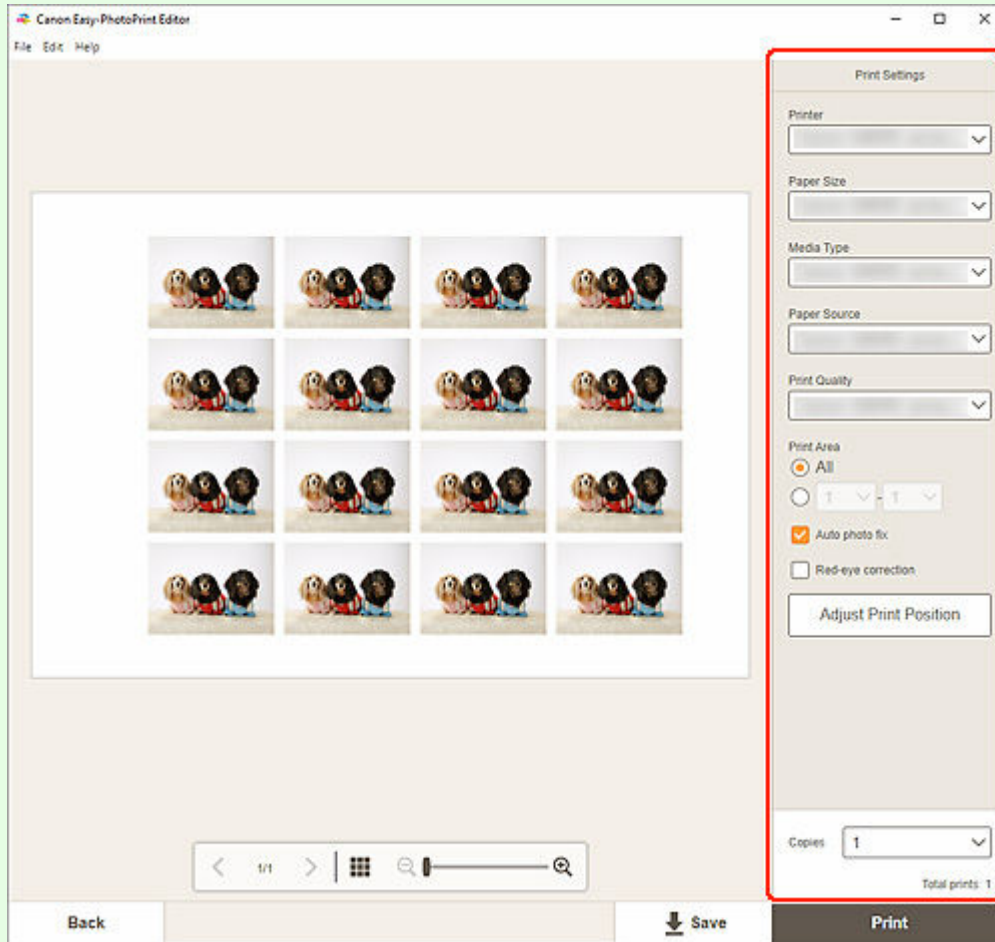 Canon Easy-PhotoPrint Editor
File Edit Help
Print Settings
Printer
Paper Size
Media Type
Paper Source
Print Quality
Print Area
All
1 - 1
Auto photo fix
Red-eye correction
Adjust Print Position
Copies 1
1/1
Total prints: 1
Back
Save
Print